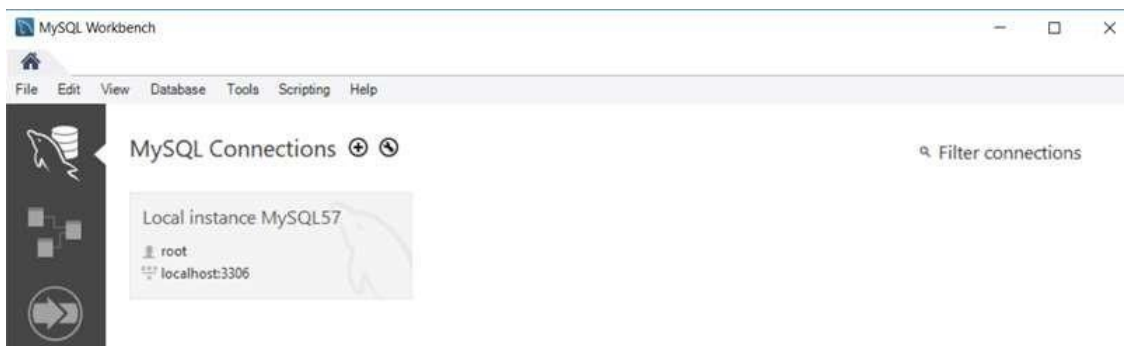 MySQL Workbench
File Edit View Database Tools Scripting Help
MySQL Connections
Filter connections
Local instance MySQL57
root
localhost:3306